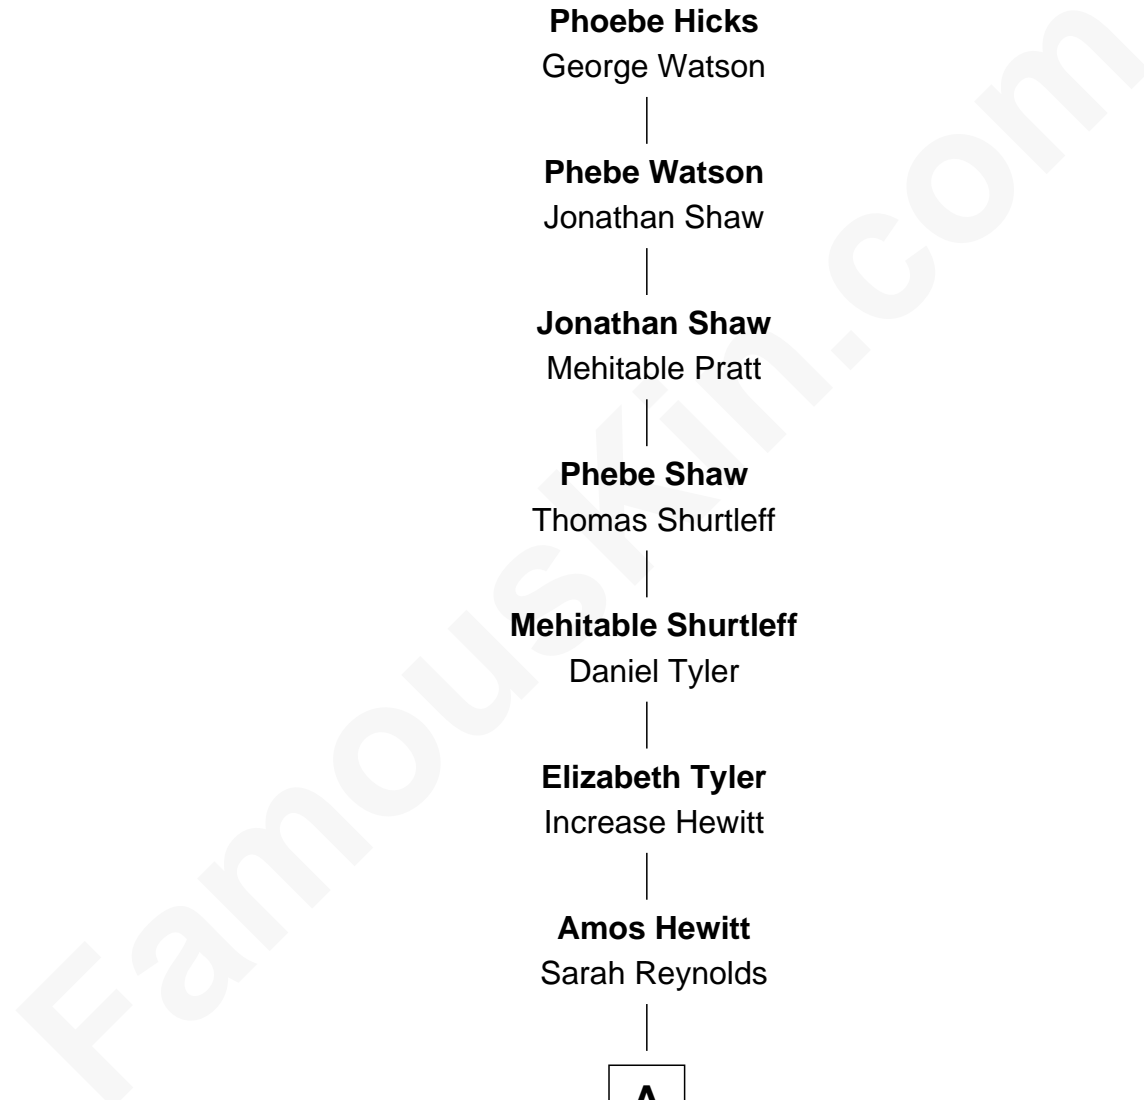 Phoebe Hicks
George Watson
Phebe Watson
Jonathan Shaw
Jonathan Shaw
Mehitable Pratt
Phebe Shaw
Thomas Shurtleff
Mehitable Shurtleff
Daniel Tyler
Elizabeth Tyler
Increase Hewitt
Amos Hewitt
Sarah Reynolds
A
FamousKin.com